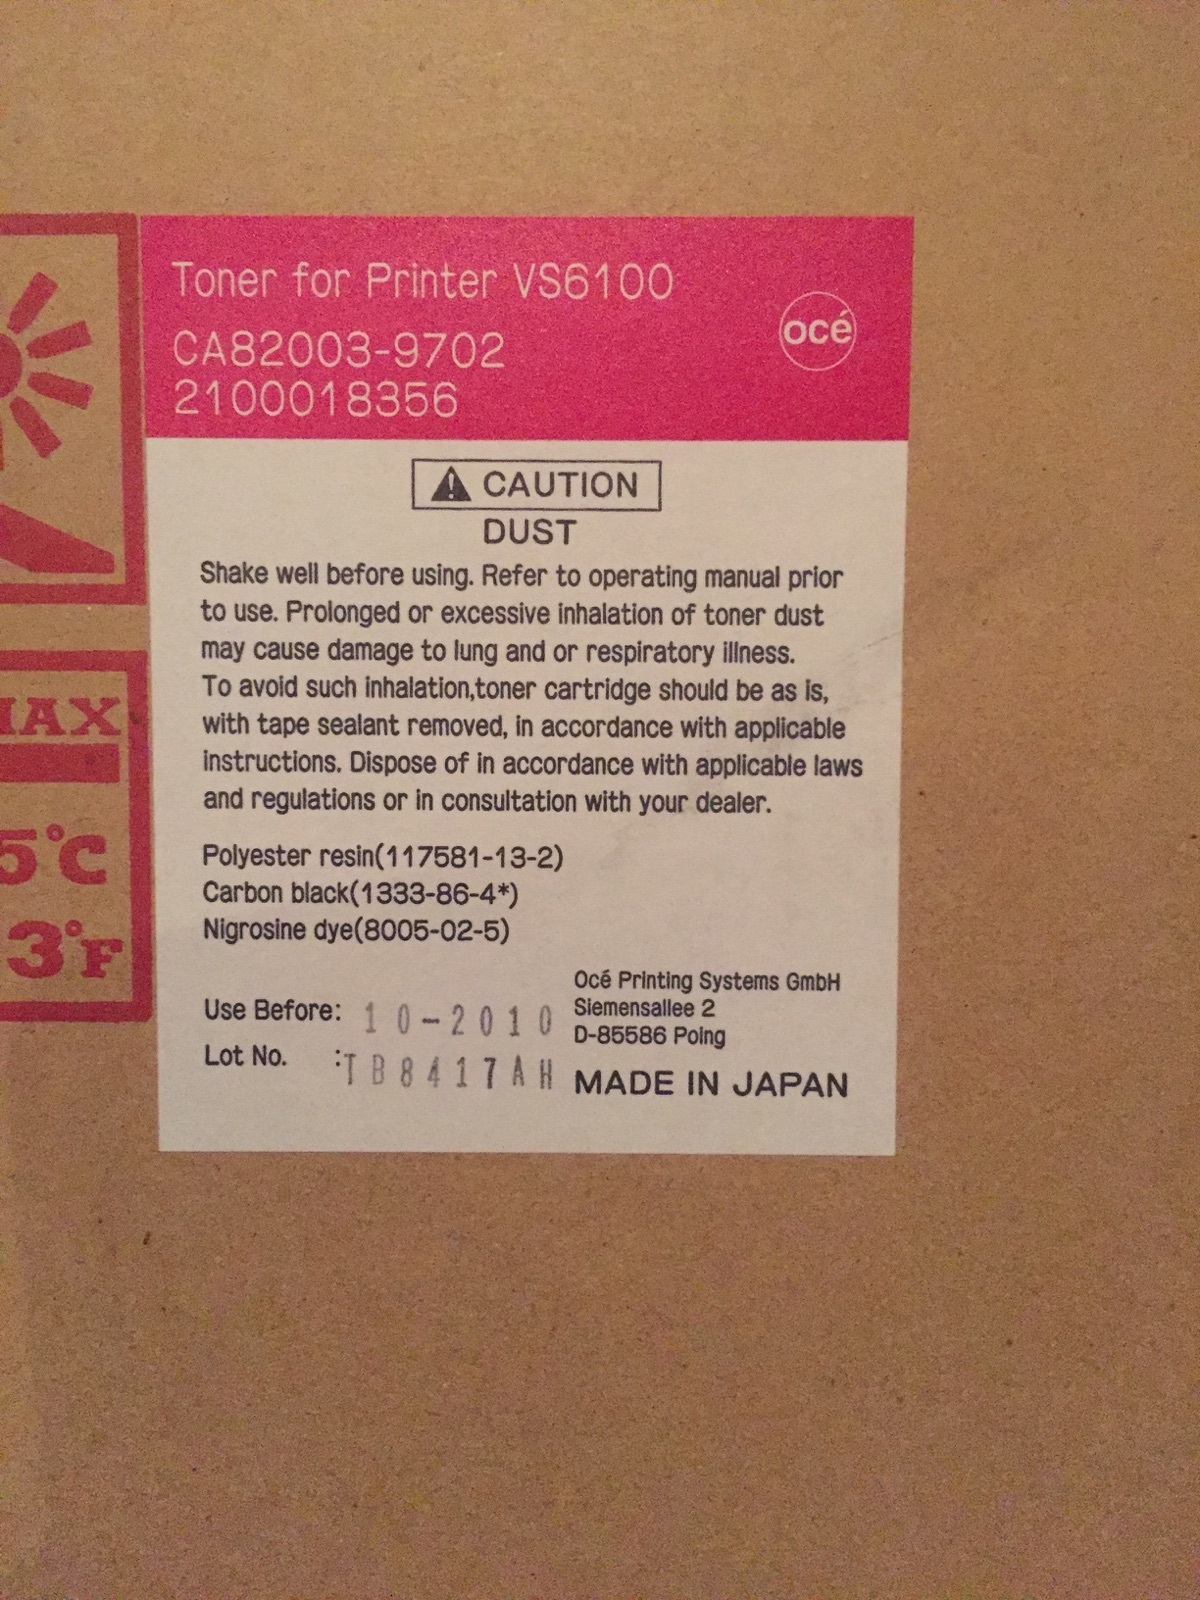 Toner for Printer VS6100
CA82003-9702
2100018356
océ
CAUTION
DUST
Shake well before using. Refer to operating manual prior
to use. Prolonged or excessive inhalation of toner dust
may cause damage to lung and or respiratory illness.
To avoid such inhalation,toner cartridge should be as is,
with tape sealant removed, in accordance with applicable
instructions. Dispose of in accordance with applicable laws
and regulations or in consultation with your dealer.
Polyester resin(117581-13-2)
Carbon black(1333-86-4*)
Nigrosine dye(8005-02-5)
Océ Printing Systems GmbH
Siemensallee 2
D-85586 Poing
Use Before: 10-2010
Lot No. :TB8417AH
MADE IN JAPAN
AX
5°C
3°F